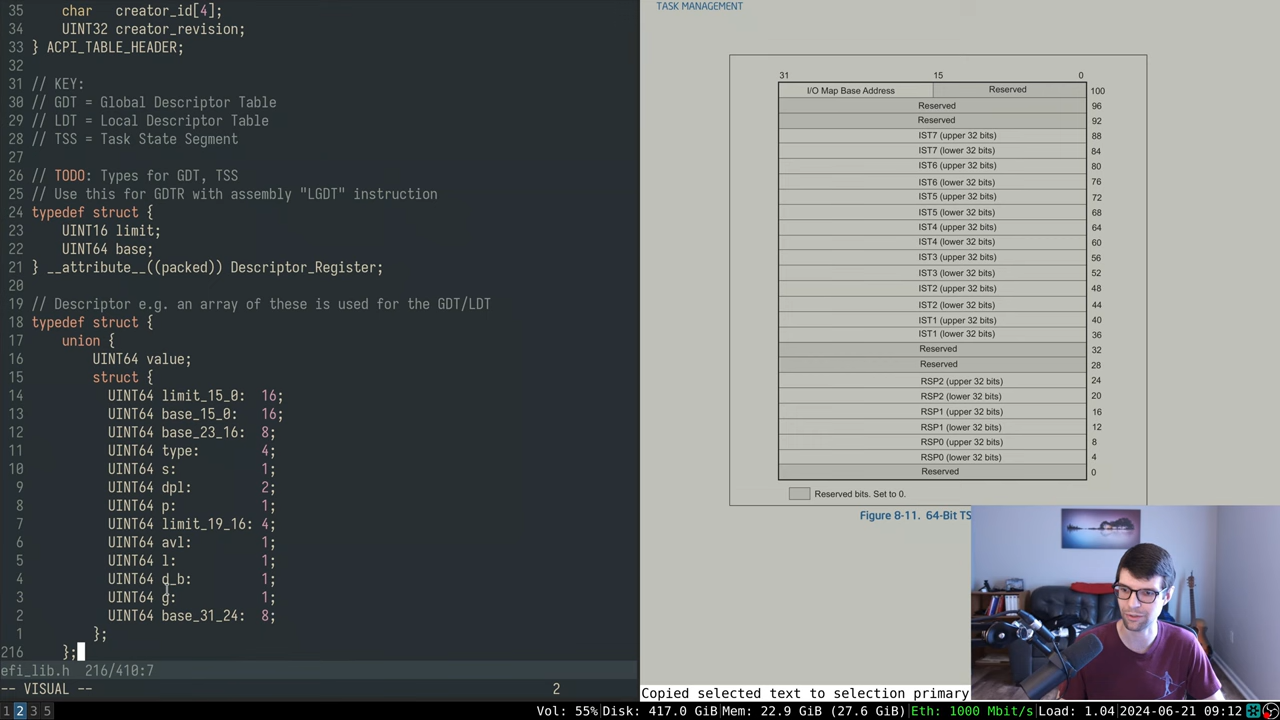 35     char   creator_id[4];
34     UINT32 creator_revision;
33 } ACPI_TABLE_HEADER;
32
31 // KEY:
30 // GDT = Global Descriptor Table
29 // LDT = Local Descriptor Table
28 // TSS = Task State Segment
27
26 // TODO: Types for GDT, TSS
25 // Use this for GDTR with assembly "LGDT" instruction
24 typedef struct {
23     UINT16 limit;
22     UINT64 base;
21 } __attribute__((packed)) Descriptor_Register;
20
19 // Descriptor e.g. an array of these is used for the GDT/LDT
18 typedef struct {
17     union {
16         UINT64 value;
15         struct {
14           UINT64 limit_15_0:   16;
13           UINT64 base_15_0:    16;
12           UINT64 base_23_16:   8;
11           UINT64 type:         4;
10           UINT64 s:            1;
9           UINT64 dpl:          2;
8           UINT64 p:            1;
7           UINT64 limit_19_16:  4;
6           UINT64 avl:          1;
5           UINT64 l:            1;
4           UINT64 d_b:          1;
3           UINT64 g:            1;
2           UINT64 base_31_24:   8;
1         };
216     };
efi_lib.h  216/410:7
-- VISUAL --  2
TASK MANAGEMENT
31 15 0
I/O Map Base Address Reserved 100
Reserved 96
Reserved 92
IST7 (upper 32 bits) 88
IST7 (lower 32 bits) 84
IST6 (upper 32 bits) 80
IST6 (lower 32 bits) 76
IST5 (upper 32 bits) 72
IST5 (lower 32 bits) 68
IST4 (upper 32 bits) 64
IST4 (lower 32 bits) 60
IST3 (upper 32 bits) 56
IST3 (lower 32 bits) 52
IST2 (upper 32 bits) 48
IST2 (lower 32 bits) 44
IST1 (upper 32 bits) 40
IST1 (lower 32 bits) 36
Reserved 32
Reserved 28
RSP2 (upper 32 bits) 24
RSP2 (lower 32 bits) 20
RSP1 (upper 32 bits) 16
RSP1 (lower 32 bits) 12
RSP0 (upper 32 bits) 8
RSP0 (lower 32 bits) 4
Reserved 0
Reserved bits. Set to 0.
Figure 8-11. 64-Bit TS
Copied selected text to selection primary
1 2 3 5 Vol: 55% Disk: 417.0 GiB Mem: 22.9 GiB (27.6 GiB) Eth: 1000 Mbit/s Load: 1.04 2024-06-21 09:12